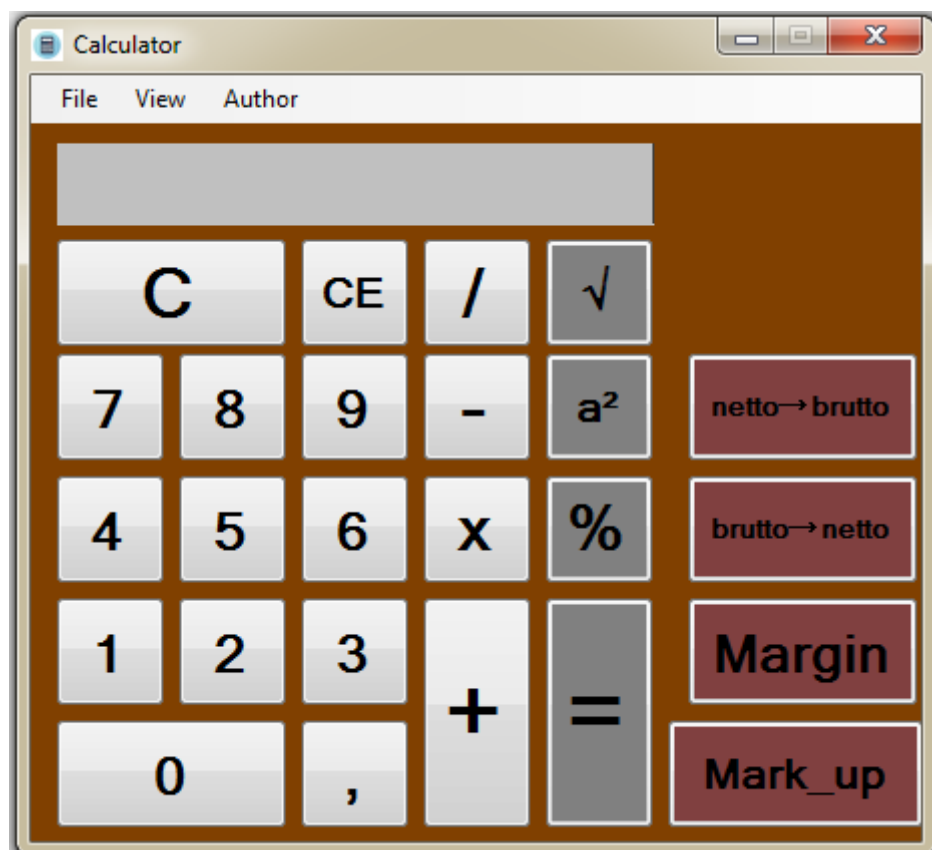 Calculator
File View Author
C CE / √
7 8 9 - a² netto→brutto
4 5 6 x % brutto→netto
1 2 3 + = Margin
0 , Mark_up